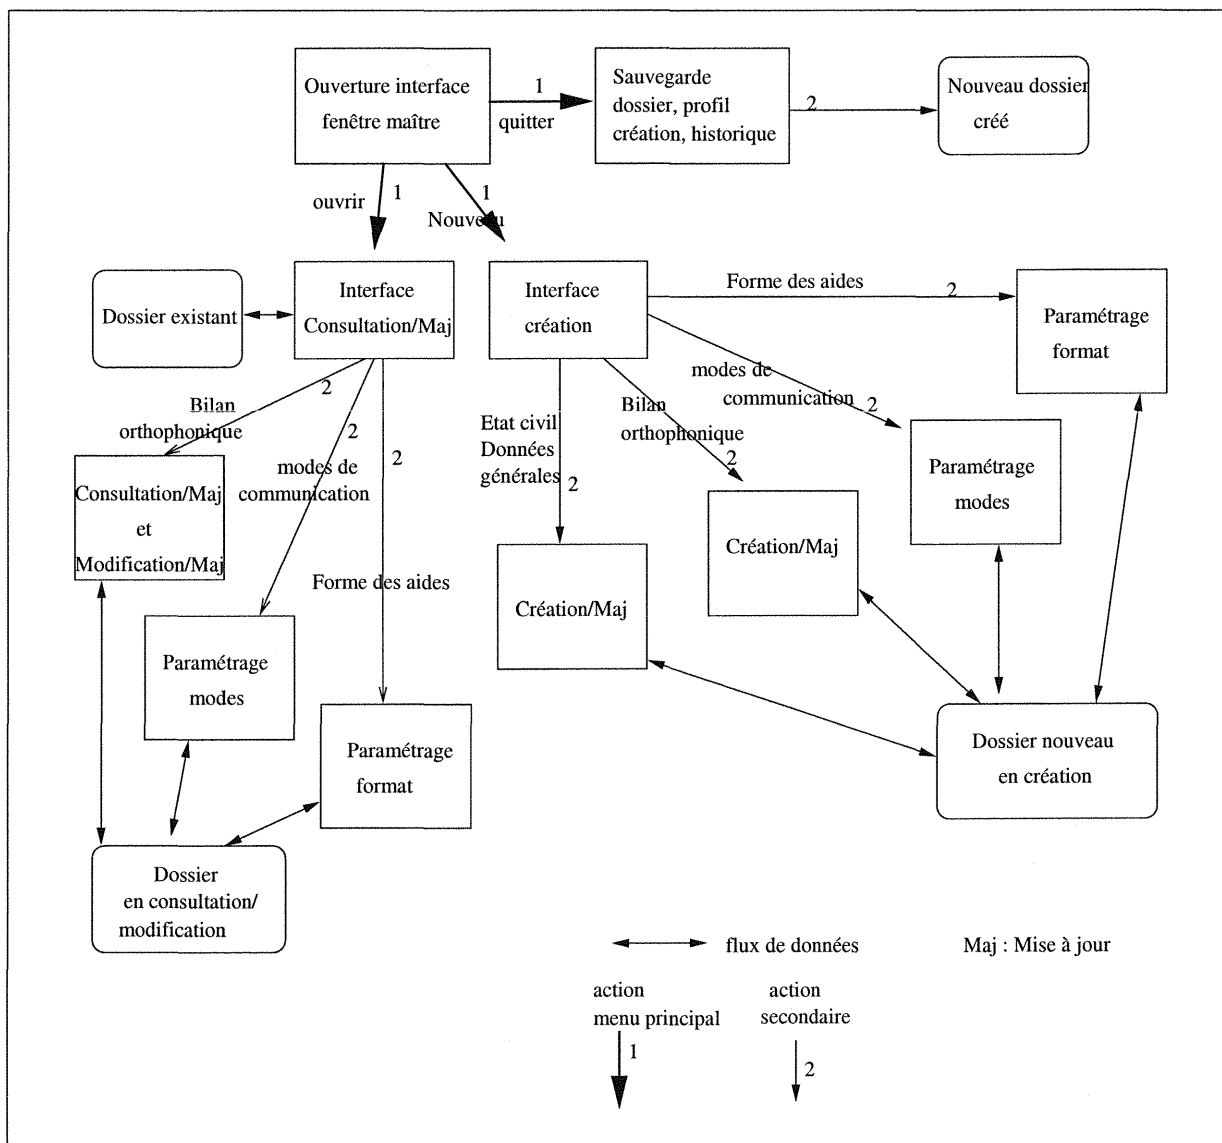 Ouverture interface
fenêtre maître
1
quitter
Sauvegarde
dossier, profil
création, historique
2
Nouveau dossier
créé
ouvrir
1
1
Nouveau
Dossier existant
Interface
Consultation/Maj
Interface
création
Forme des aides
2
Paramétrage
format
2
Bilan
orthophonique
2
modes de
communication
2
Forme des aides
Etat civil
Données
générales
2
Bilan
orthophonique
2
modes de
communication
2
Paramétrage
modes
Consultation/Maj
et
Modification/Maj
Création/Maj
Création/Maj
Paramétrage
modes
Paramétrage
format
Dossier nouveau
en création
Dossier
en consultation/
modification
flux de données
Maj : Mise à jour
action
menu principal
1
action
secondaire
2